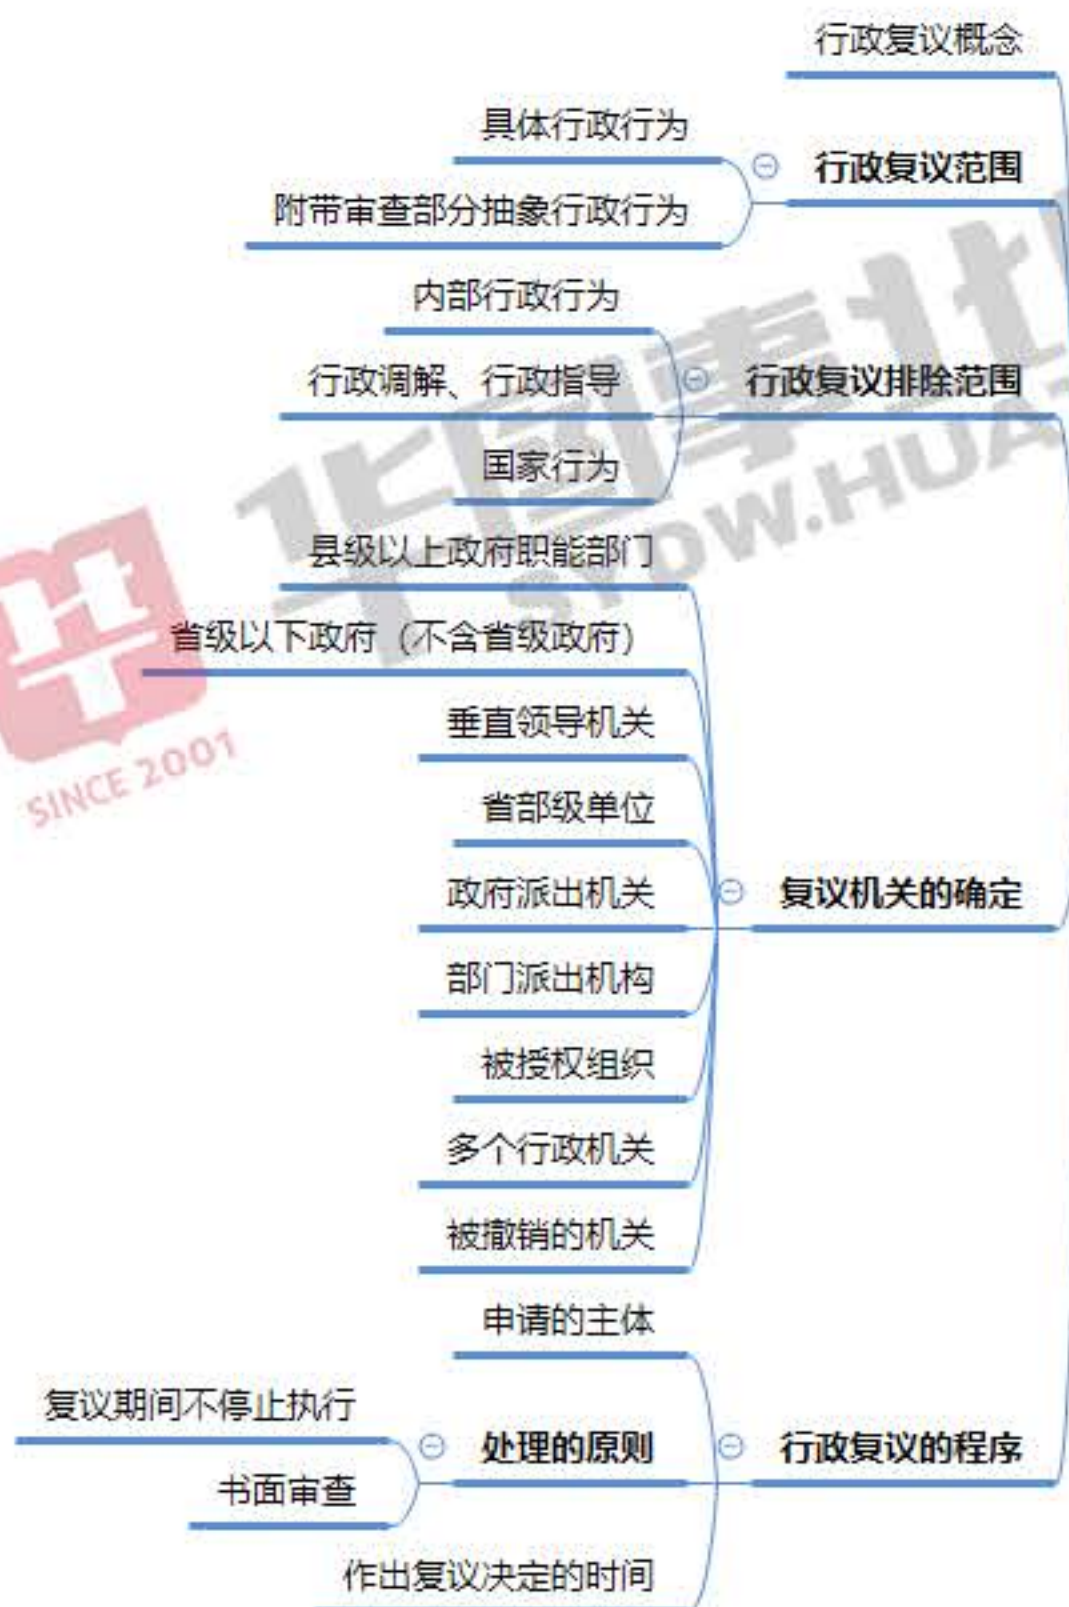 行政复议概念
具体行政行为
行政复议范围
附带审查部分抽象行政行为
内部行政行为
行政调解、行政指导
行政复议排除范围
国家行为
县级以上政府职能部门
省级以下政府（不含省级政府）
垂直领导机关
省部级单位
政府派出机关
复议机关的确定
部门派出机构
被授权组织
多个行政机关
被撤销的机关
申请的主体
复议期间不停止执行
处理的原则
行政复议的程序
书面审查
作出复议决定的时间
华图事业
SYDW.HUAT
SINCE 2001